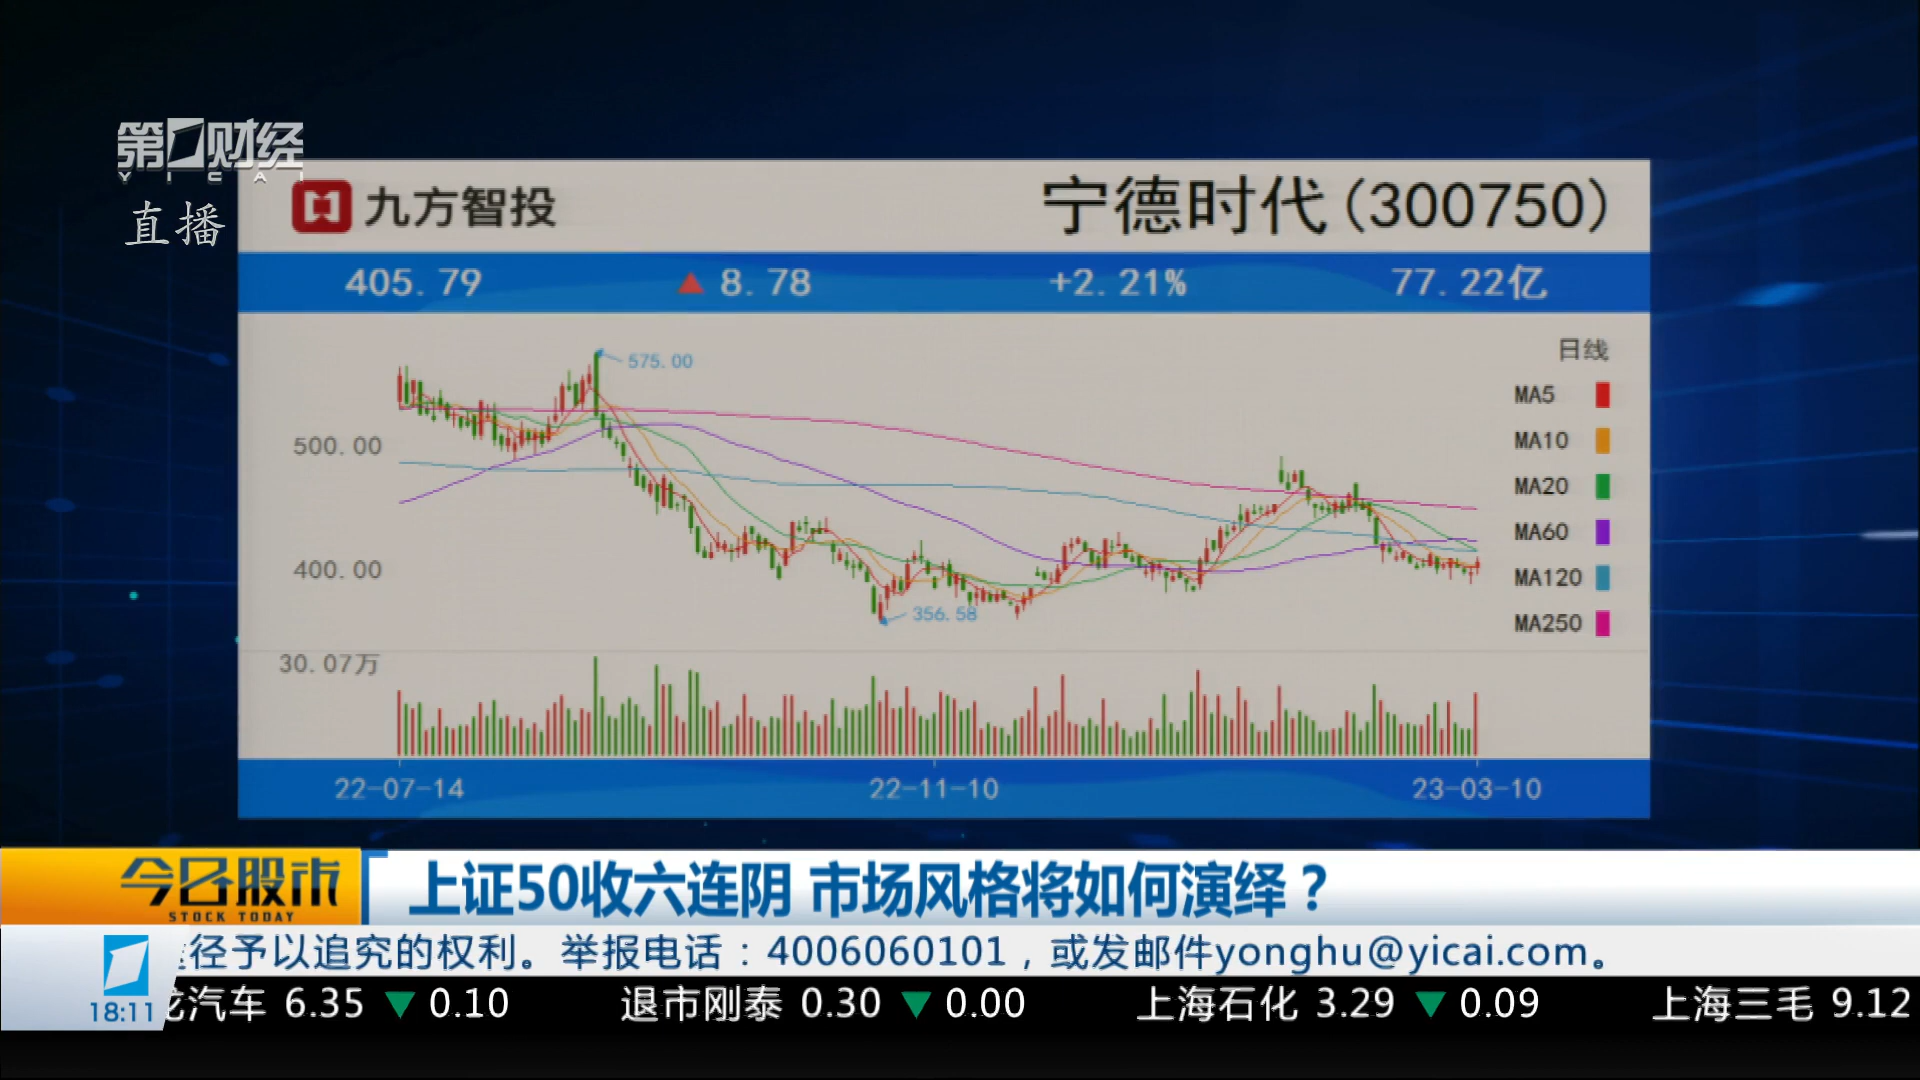 第一财经
YICAI
直播
九方智投
宁德时代(300750)
405.79 ▲ 8.78 +2.21% 77.22亿
日线
575.00
MA5
MA10
500.00
MA20
MA60
400.00
MA120
356.58
MA250
30.07万
22-07-14 22-11-10 23-03-10
今日股市
STOCK TODAY
上证50收六连阴 市场风格将如何演绎？
径予以追究的权利。举报电话：4006060101，或发邮件yonghu@yicai.com。
18:11
龙汽车 6.35 ▼ 0.10 退市刚泰 0.30 ▼ 0.00 上海石化 3.29 ▼ 0.09 上海三毛 9.12